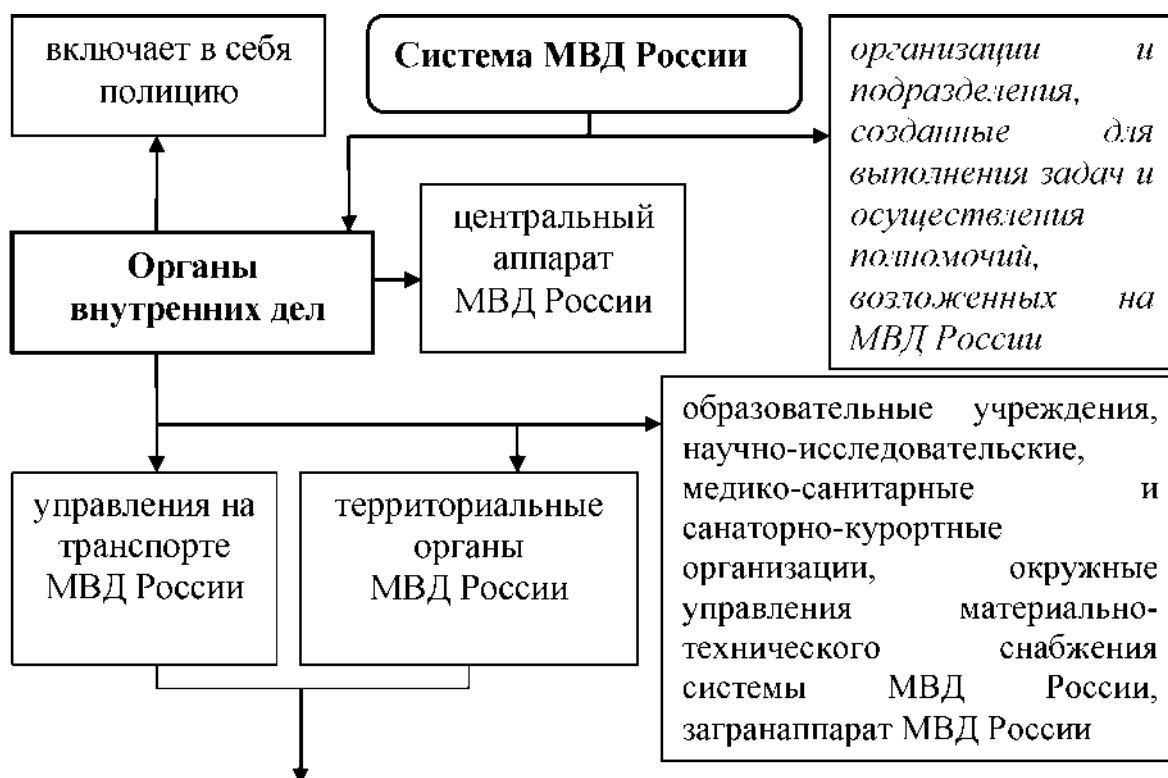 включает в себя
полицию
Система МВД России
организации и
подразделения,
созданные для
выполнения задач и
осуществления
полномочий,
возложенных на
МВД России
центральный
аппарат
МВД России
Органы
внутренних дел
образовательные учреждения,
научно-исследовательские,
медико-санитарные и
санаторно-курортные
организации, окружные
управления материально-
технического снабжения
системы МВД России,
загранаппарат МВД России
управления на
транспорте
МВД России
территориальные
органы
МВД России